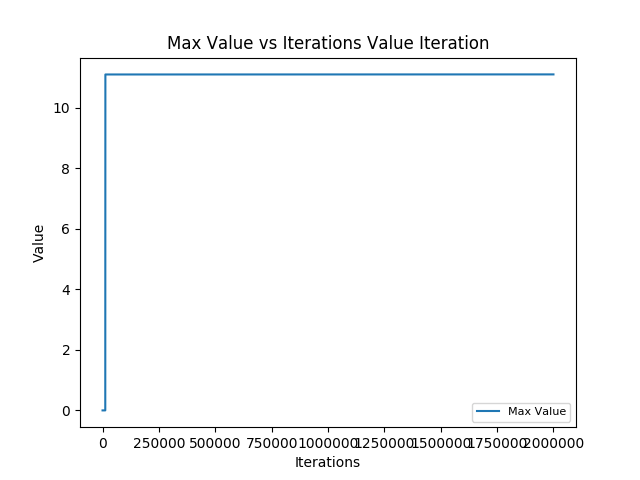 Max Value vs Iterations Value Iteration
10
8
6
4
2
0
Value
Max Value
0 250000 500000 750000 1000000 1250000 1500000 1750000 2000000
Iterations